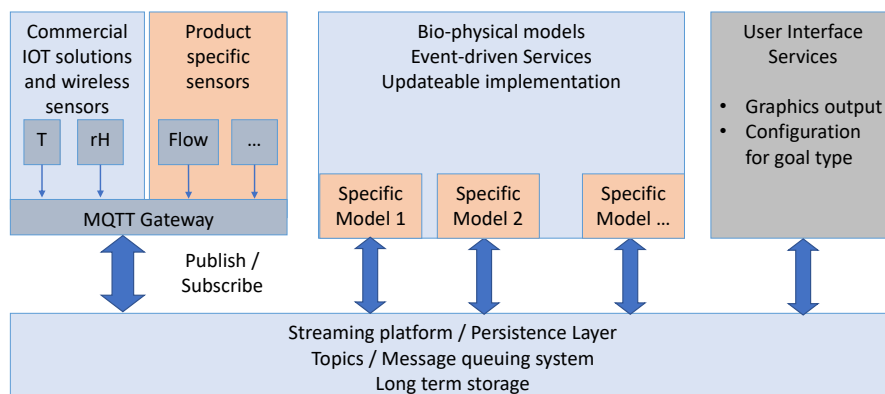 Commercial
IOT solutions
and wireless
sensors
T
rH
Product
specific
sensors
Flow
...
MQTT Gateway
Publish /
Subscribe
Bio-physical models
Event-driven Services
Updateable implementation
Specific
Model 1
Specific
Model 2
Specific
Model ...
User Interface
Services
• Graphics output
• Configuration
for goal type
Streaming platform / Persistence Layer
Topics / Message queuing system
Long term storage